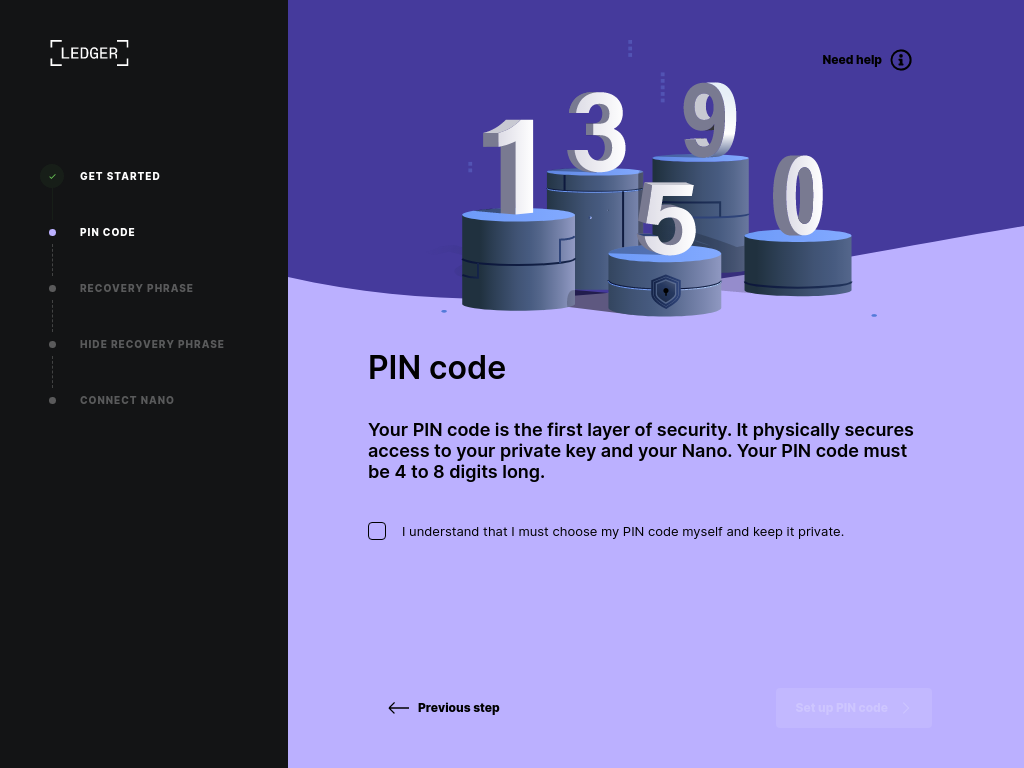 LEDGER
GET STARTED
PIN CODE
RECOVERY PHRASE
HIDE RECOVERY PHRASE
CONNECT NANO
Need help
1 3 5 9 0
PIN code
Your PIN code is the first layer of security. It physically secures
access to your private key and your Nano. Your PIN code must
be 4 to 8 digits long.
I understand that I must choose my PIN code myself and keep it private.
Previous step
Set up PIN code